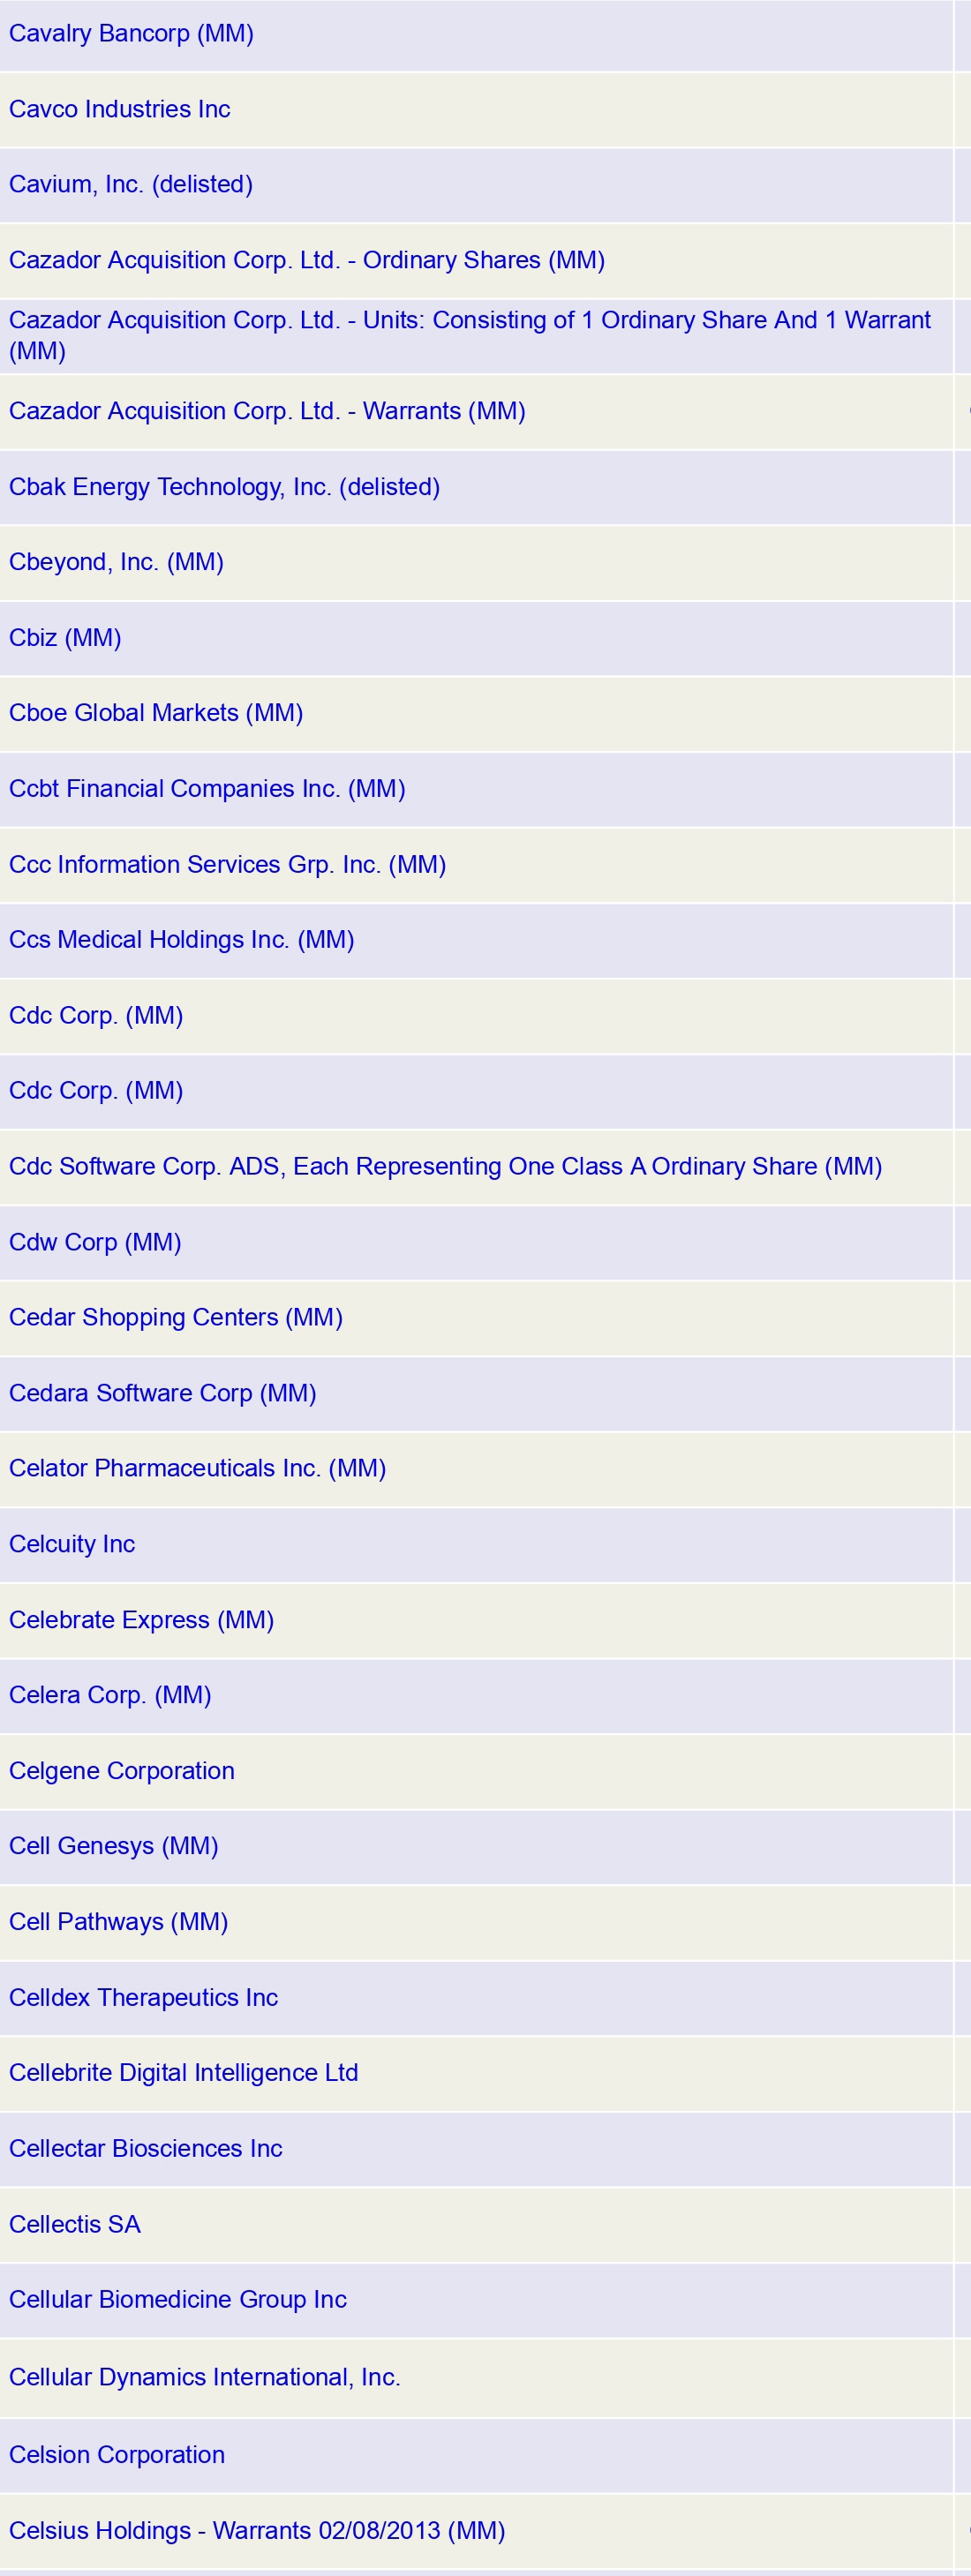 Cavalry Bancorp (MM)
Cavco Industries Inc
Cavium, Inc. (delisted)
Cazador Acquisition Corp. Ltd. - Ordinary Shares (MM)
Cazador Acquisition Corp. Ltd. - Units: Consisting of 1 Ordinary Share And 1 Warrant
(MM)
Cazador Acquisition Corp. Ltd. - Warrants (MM)
Cbak Energy Technology, Inc. (delisted)
Cbeyond, Inc. (MM)
Cbiz (MM)
Cboe Global Markets (MM)
Ccbt Financial Companies Inc. (MM)
Ccc Information Services Grp. Inc. (MM)
Ccs Medical Holdings Inc. (MM)
Cdc Corp. (MM)
Cdc Corp. (MM)
Cdc Software Corp. ADS, Each Representing One Class A Ordinary Share (MM)
Cdw Corp (MM)
Cedar Shopping Centers (MM)
Cedara Software Corp (MM)
Celator Pharmaceuticals Inc. (MM)
Celcuity Inc
Celebrate Express (MM)
Celera Corp. (MM)
Celgene Corporation
Cell Genesys (MM)
Cell Pathways (MM)
Celldex Therapeutics Inc
Cellebrite Digital Intelligence Ltd
Cellectar Biosciences Inc
Cellectis SA
Cellular Biomedicine Group Inc
Cellular Dynamics International, Inc.
Celsion Corporation
Celsius Holdings - Warrants 02/08/2013 (MM)